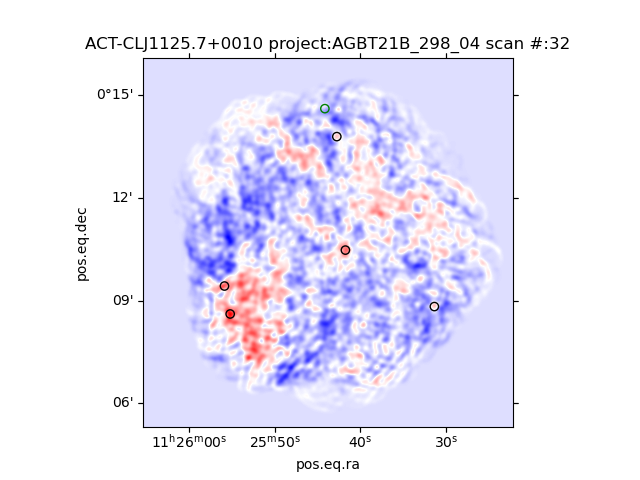 ACT-CLJ1125.7+0010 project:AGBT21B_298_04 scan #:32
0°15'
12'
09'
06'
pos.eq.dec
11ʰ26ᵐ00ˢ 25ᵐ50ˢ 40ˢ 30ˢ
pos.eq.ra